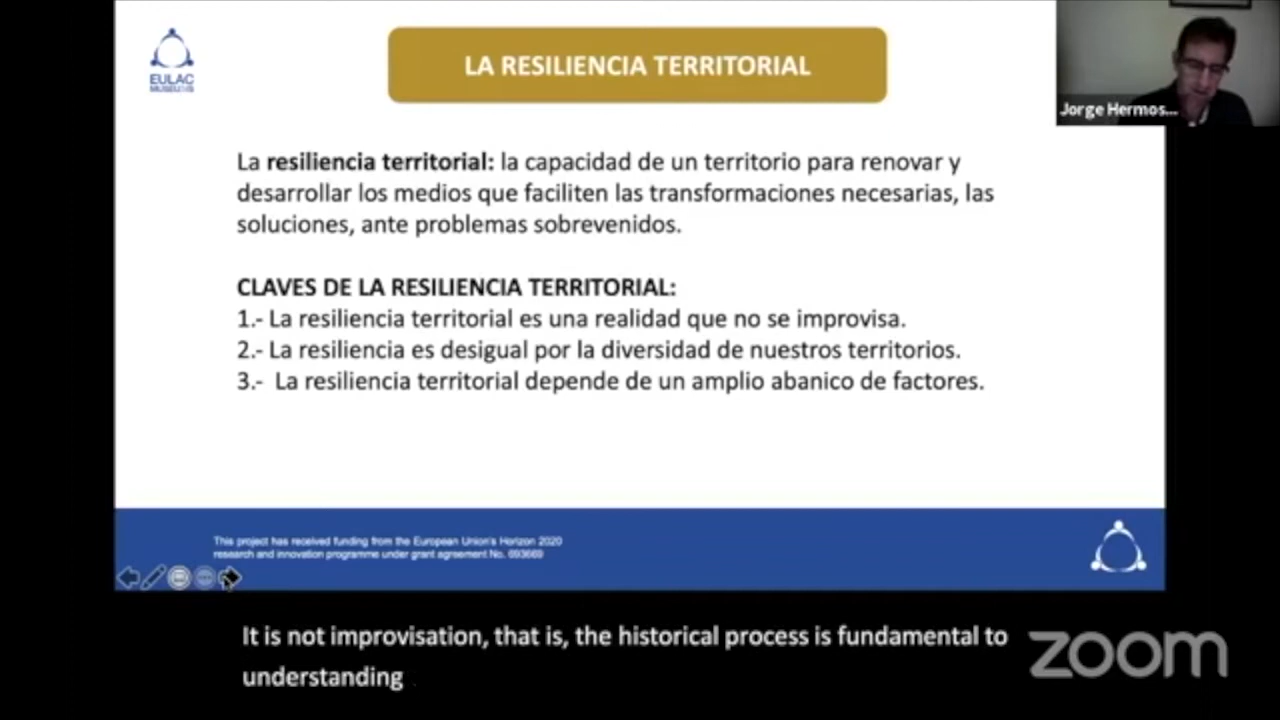 EULAC
MUSEUMS
LA RESILIENCIA TERRITORIAL
Jorge Hermos...
La resiliencia territorial: la capacidad de un territorio para renovar y
desarrollar los medios que faciliten las transformaciones necesarias, las
soluciones, ante problemas sobrevenidos.
CLAVES DE LA RESILIENCIA TERRITORIAL:
1.- La resiliencia territorial es una realidad que no se improvisa.
2.- La resiliencia es desigual por la diversidad de nuestros territorios.
3.- La resiliencia territorial depende de un amplio abanico de factores.
This project has received funding from the European Union's Horizon 2020
research and innovation programme under grant agreement No. 693669
It is not improvisation, that is, the historical process is fundamental to
understanding
zoom